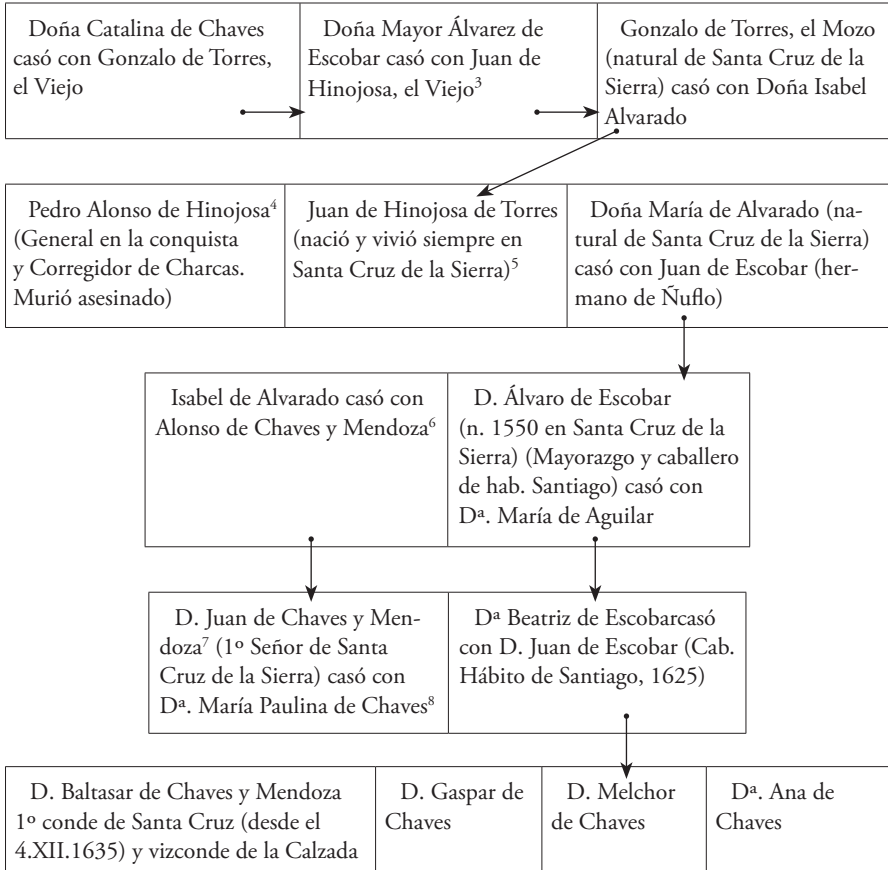 Doña Catalina de Chaves
casó con Gonzalo de Torres,
el Viejo
Doña Mayor Álvarez de
Escobar casó con Juan de
Hinojosa, el Viejo³
Gonzalo de Torres, el Mozo
(natural de Santa Cruz de la
Sierra) casó con Doña Isabel
Alvarado
Pedro Alonso de Hinojosa⁴
(General en la conquista
y Corregidor de Charcas.
Murió asesinado)
Juan de Hinojosa de Torres
(nació y vivió siempre en
Santa Cruz de la Sierra)⁵
Doña María de Alvarado (na-
tural de Santa Cruz de la Sierra)
casó con Juan de Escobar (her-
mano de Ñuflo)
Isabel de Alvarado casó con
Alonso de Chaves y Mendoza⁶
D. Álvaro de Escobar
(n. 1550 en Santa Cruz de la
Sierra) (Mayorazgo y caballero
de hab. Santiago) casó con
Dª. María de Aguilar
D. Juan de Chaves y Men-
doza⁷ (1º Señor de Santa
Cruz de la Sierra) casó con
Dª. María Paulina de Chaves⁸
Dª Beatriz de Escobarcasó
con D. Juan de Escobar (Cab.
Hábito de Santiago, 1625)
D. Baltasar de Chaves y Mendoza
1º conde de Santa Cruz (desde el
4.XII.1635) y vizconde de la Calzada
D. Gaspar de
Chaves
D. Melchor
de Chaves
Dª. Ana de
Chaves